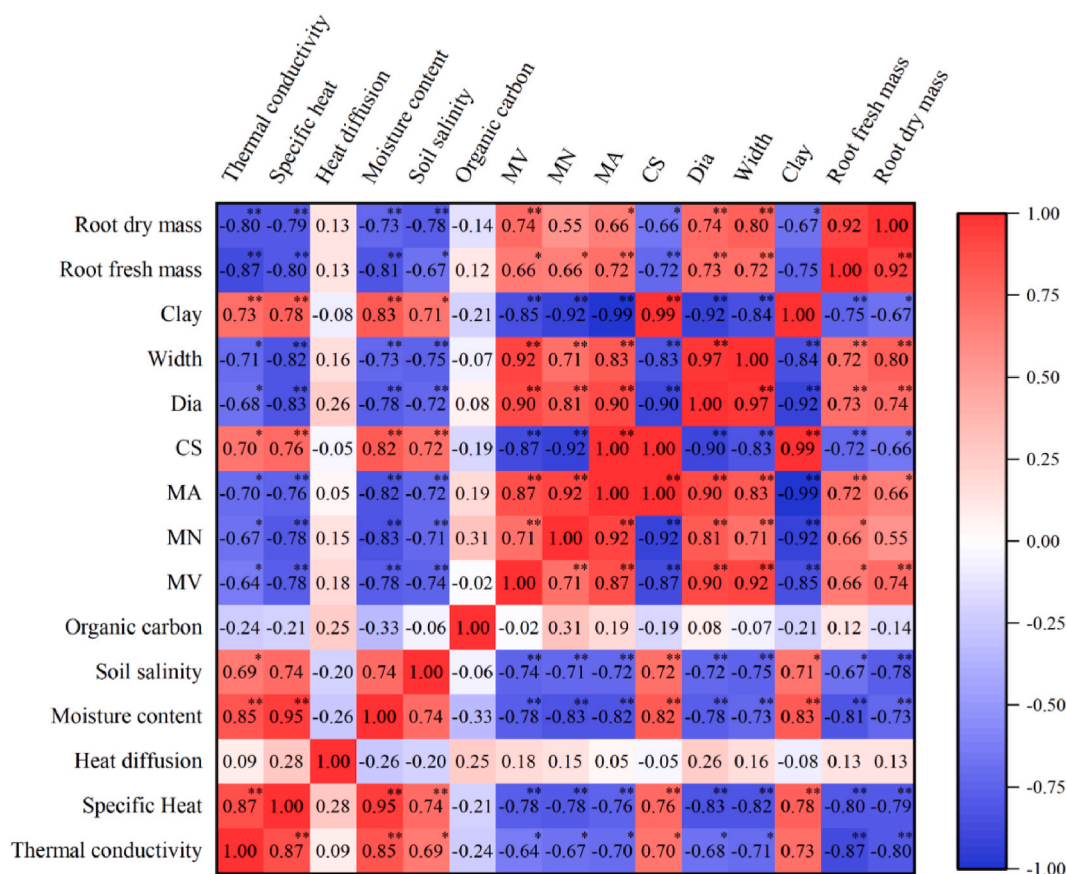 Thermal conductivity Specific heat Heat diffusion Moisture content Soil salinity Organic carbon MV MN MA CS Dia Width Clay Root fresh mass Root dry mass
Root dry mass -0.80** -0.79** 0.13 -0.73** -0.78** -0.14 0.74** 0.55 0.66* -0.66* 0.74** 0.80** -0.67* 0.92 1.00
Root fresh mass -0.87** -0.80** 0.13 -0.81** -0.67* 0.12 0.66* 0.66* 0.72** -0.72** 0.73** 0.72** -0.75 1.00 0.92**
Clay 0.73** 0.78** -0.08 0.83** 0.71* -0.21 -0.85** -0.92** -0.99** 0.99** -0.92** -0.84** 1.00 -0.75** -0.67*
Width -0.71* -0.82** 0.16 -0.73** -0.75** -0.07 0.92** 0.71** 0.83** -0.83** 0.97** 1.00 -0.84** 0.72** 0.80**
Dia -0.68* -0.83** 0.26 -0.78** -0.72** 0.08 0.90** 0.81** 0.90** -0.90** 1.00 0.97** -0.92** 0.73** 0.74**
CS 0.70* 0.76** -0.05 0.82** 0.72** -0.19 -0.87** -0.92** 1.00** 1.00 -0.90** -0.83** 0.99** -0.72** -0.66*
MA -0.70* -0.76** 0.05 -0.82** -0.72** 0.19 0.87** 0.92** 1.00 1.00** 0.90** 0.83** -0.99** 0.72** 0.66*
MN -0.67* -0.78** 0.15 -0.83** -0.71** 0.31 0.71** 1.00 0.92** -0.92** 0.81** 0.71** -0.92** 0.66* 0.55
MV -0.64* -0.78** 0.18 -0.78** -0.74** -0.02 1.00 0.71** 0.87** -0.87** 0.90** 0.92** -0.85** 0.66* 0.74**
Organic carbon -0.24 -0.21 0.25 -0.33 -0.06 1.00 -0.02 0.31 0.19 -0.19 0.08 -0.07 -0.21 0.12 -0.14
Soil salinity 0.69* 0.74 -0.20 0.74 1.00 -0.06 -0.74** -0.71** -0.72** 0.72** -0.72** -0.75** 0.71* -0.67* -0.78**
Moisture content 0.85** 0.95** -0.26 1.00 0.74 -0.33 -0.78** -0.83** -0.82** 0.82** -0.78** -0.73** 0.83** -0.81** -0.73**
Heat diffusion 0.09 0.28 1.00 -0.26 -0.20 0.25 0.18 0.15 0.05 -0.05 0.26 0.16 -0.08 0.13 0.13
Specific Heat 0.87** 1.00 0.28 0.95** 0.74** -0.21 -0.78** -0.78** -0.76** 0.76** -0.83** -0.82** 0.78** -0.80** -0.79**
Thermal conductivity 1.00 0.87** 0.09 0.85** 0.69* -0.24 -0.64* -0.67* -0.70* 0.70* -0.68* -0.71* 0.73 -0.87** -0.80**
1.00
0.75
0.50
0.25
0.00
-0.25
-0.50
-0.75
-1.00